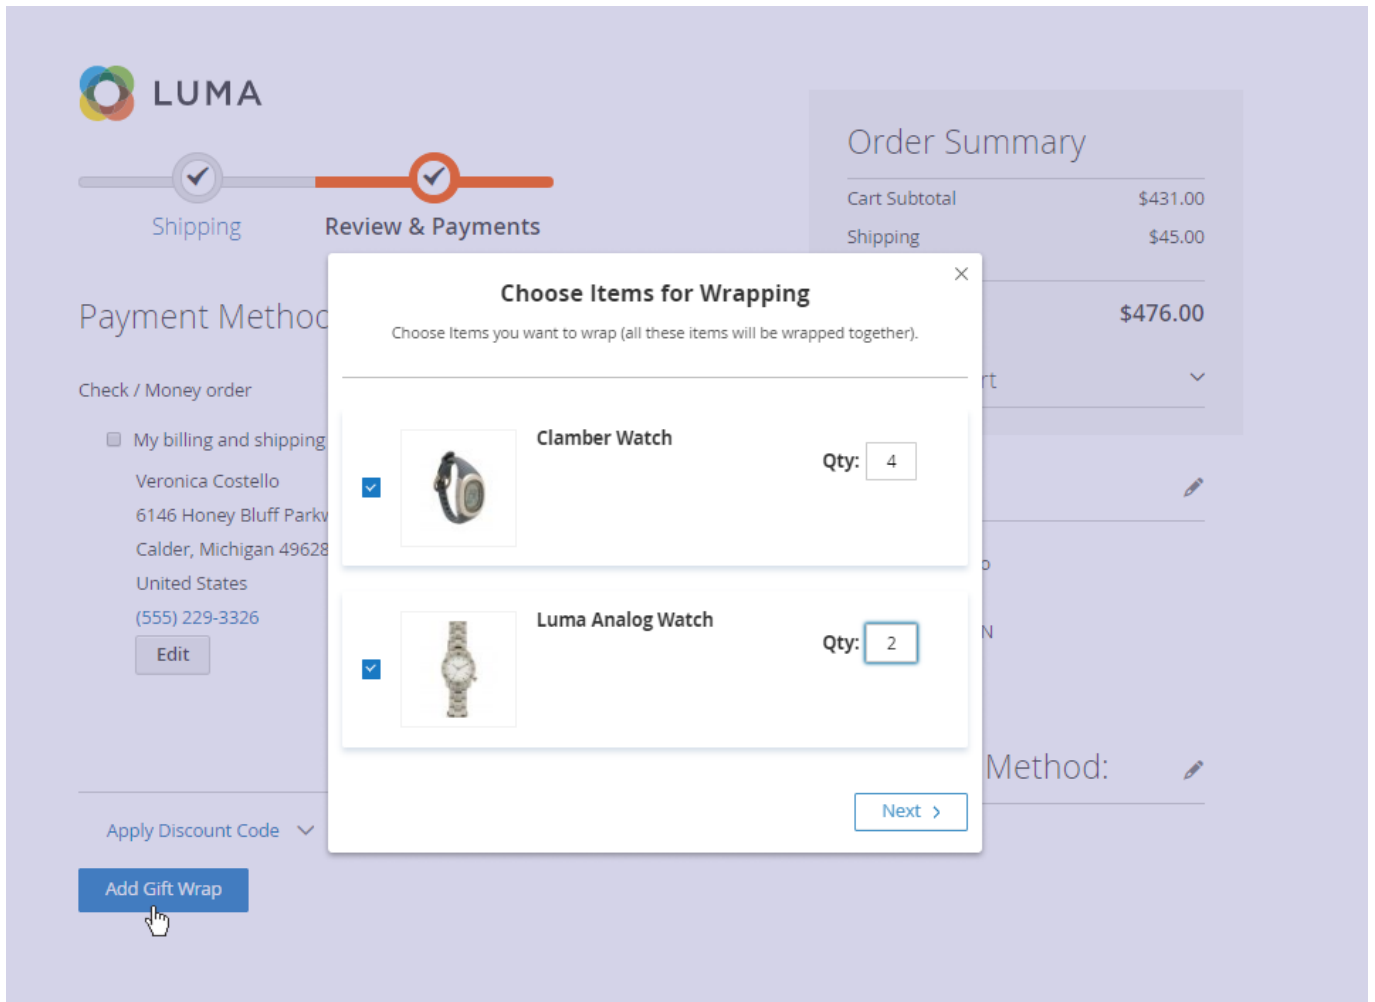 LUMA
Shipping
Review & Payments
Order Summary
Cart Subtotal $431.00
Shipping $45.00
$476.00
Payment Method
Check / Money order
My billing and shipping
Veronica Costello
6146 Honey Bluff Parkw
Calder, Michigan 49628
United States
(555) 229-3326
Edit
Apply Discount Code
Add Gift Wrap
Choose Items for Wrapping
Choose Items you want to wrap (all these items will be wrapped together).
Clamber Watch
Qty: 4
Luma Analog Watch
Qty: 2
Next
rt
o
N
Method: